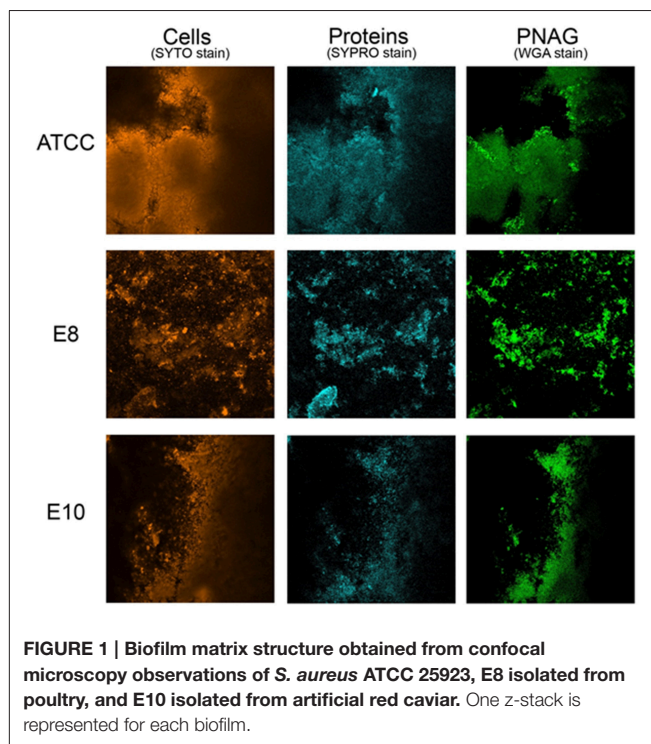 Cells Proteins PNAG
(SYTO stain) (SYPRO stain) (WGA stain)
ATCC
E8
E10
FIGURE 1 | Biofilm matrix structure obtained from confocal
microscopy observations of S. aureus ATCC 25923, E8 isolated from
poultry, and E10 isolated from artificial red caviar. One z-stack is
represented for each biofilm.